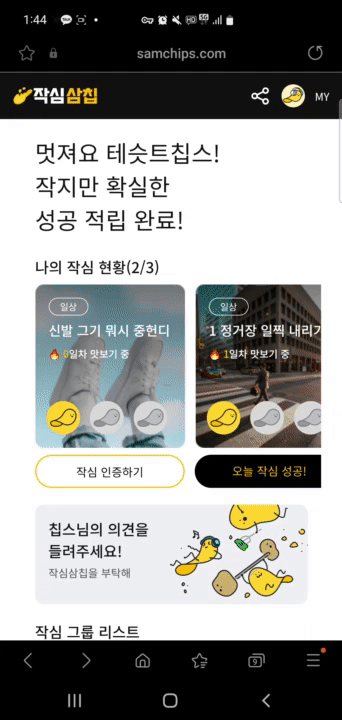 1:44
samchips.com
작심삼칩
MY
멋져요 테슷트칩스!
작지만 확실한
성공 적립 완료!
나의 작심 현황(2/3)
일상
신발 그기 뭐시 중헌디
0일차 맛보기 중
작심 인증하기
일상
1 정거장 일찍 내리기
1일차 맛보기 중
오늘 작심 성공!
칩스님의 의견을
들려주세요!
작심삼칩을 부탁해
작심 그룹 리스트
9